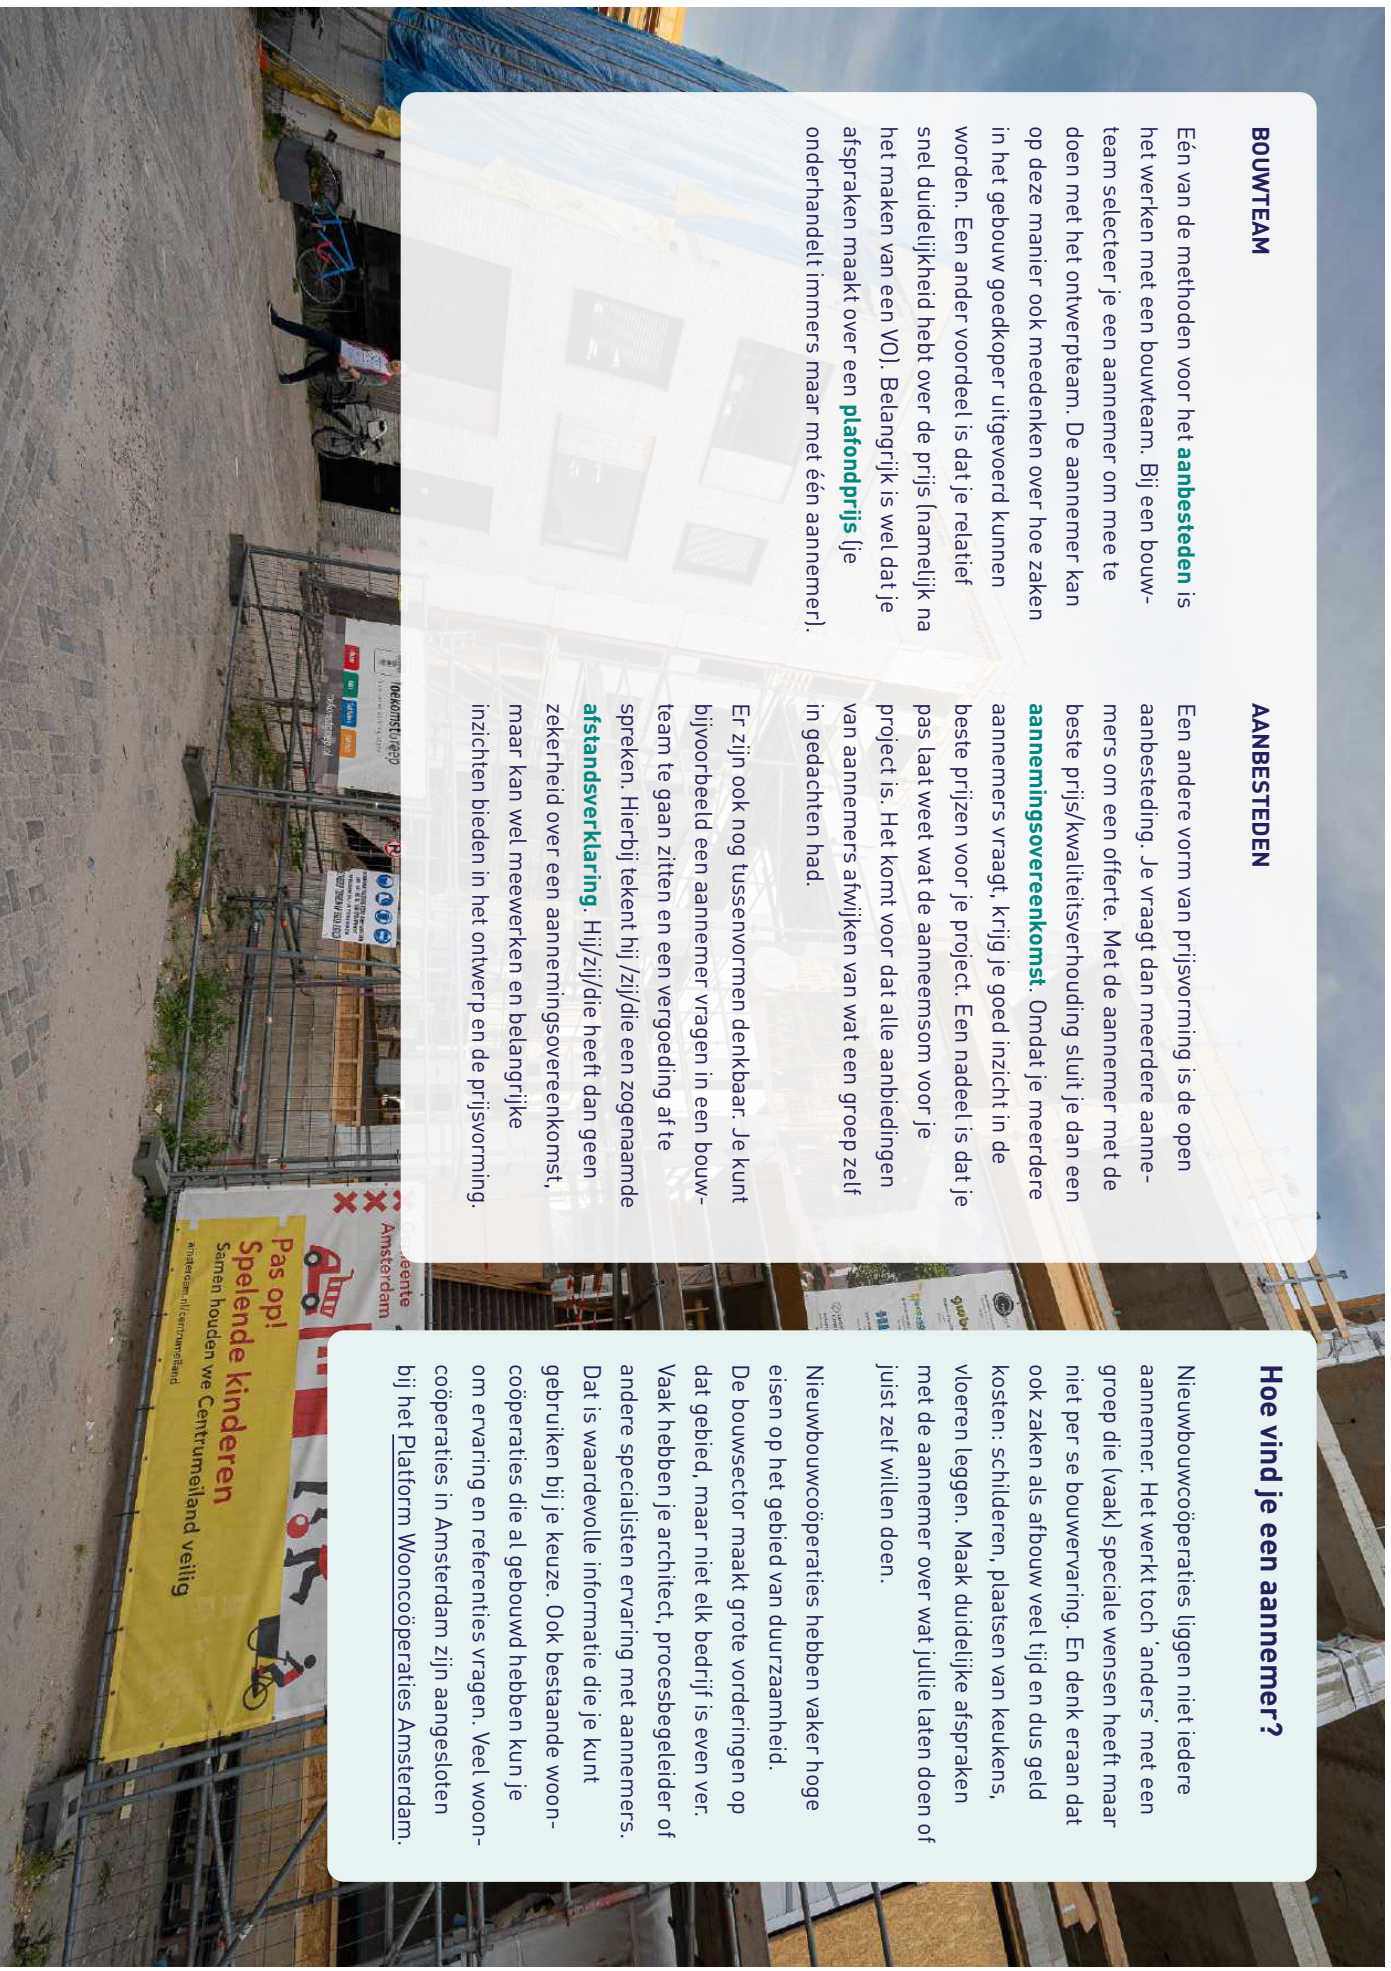 BOUWTEAM
Eén van de methoden voor het aanbesteden is
het werken met een bouwteam. Bij een bouw-
team selecteer je een aannemer om mee te
doen met het ontwerpteam. De aannemer kan
op deze manier ook meedenken over hoe zaken
in het gebouw goedkoper uitgevoerd kunnen
worden. Een ander voordeel is dat je relatief
snel duidelijkheid hebt over de prijs (namelijk na
het maken van een VO). Belangrijk is wel dat je
afspraken maakt over een plafondprijs (je
onderhandelt immers maar met één aannemer).
AANBESTEDEN
Een andere vorm van prijsvorming is de open
aanbesteding. Je vraagt dan meerdere aanne-
mers om een offerte. Met de aannemer met de
beste prijs/kwaliteitsverhouding sluit je dan een
aannemingsovereenkomst. Omdat je meerdere
aannemers vraagt, krijg je goed inzicht in de
beste prijzen voor je project. Een nadeel is dat je
pas laat weet wat de aanneemsom voor je
project is. Het komt voor dat alle aanbiedingen
van aannemers afwijken van wat een groep zelf
in gedachten had.
Er zijn ook nog tussenvormen denkbaar. Je kunt
bijvoorbeeld een aannemer vragen in een bouw-
team te gaan zitten en een vergoeding af te
spreken. Hierbij tekent hij /zij/die een zogenaamde
afstandsverklaring. Hij/zij/die heeft dan geen
zekerheid over een aannemingsovereenkomst,
maar kan wel meewerken en belangrijke
inzichten bieden in het ontwerp en de prijsvorming.
Hoe vind je een aannemer?
Nieuwbouwcoöperaties liggen niet iedere
aannemer. Het werkt toch ‘anders’ met een
groep die (vaak) speciale wensen heeft maar
niet per se bouwervaring. En denk eraan dat
ook zaken als afbouw veel tijd en dus geld
kosten: schilderen, plaatsen van keukens,
vloeren leggen. Maak duidelijke afspraken
met de aannemer over wat jullie laten doen of
juist zelf willen doen.
Nieuwbouwcoöperaties hebben vaker hoge
eisen op het gebied van duurzaamheid.
De bouwsector maakt grote vorderingen op
dat gebied, maar niet elk bedrijf is even ver.
Vaak hebben je architect, procesbegeleider of
andere specialisten ervaring met aannemers.
Dat is waardevolle informatie die je kunt
gebruiken bij je keuze. Ook bestaande woon-
coöperaties die al gebouwd hebben kun je
om ervaring en referenties vragen. Veel woon-
coöperaties in Amsterdam zijn aangesloten
bij het Platform Wooncoöperaties Amsterdam.
Amsterdam
Pas op!
Spelende kinderen
Samen houden we Centrumeiland veilig
amsterdam.nl/centrumeiland